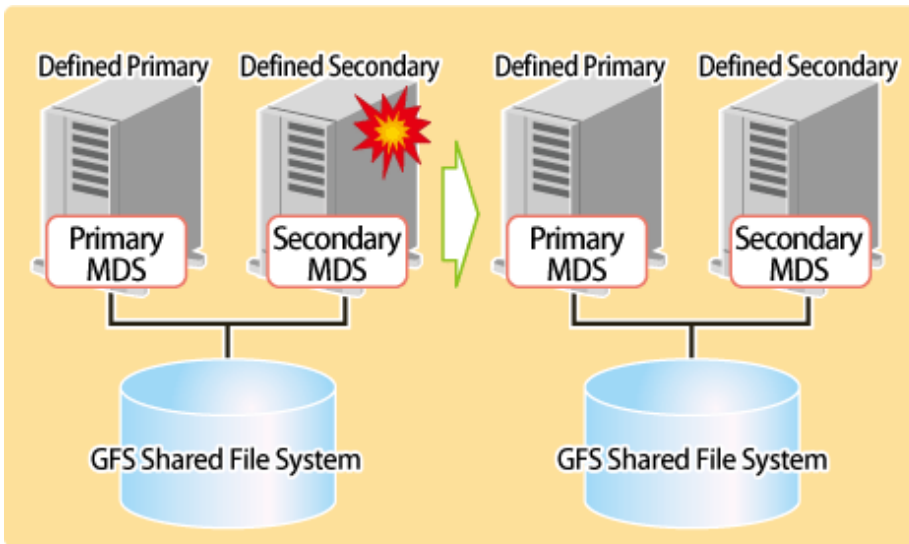 Defined Primary
Defined Secondary
Defined Primary
Defined Secondary
Primary
MDS
Secondary
MDS
Primary
MDS
Secondary
MDS
GFS Shared File System
GFS Shared File System